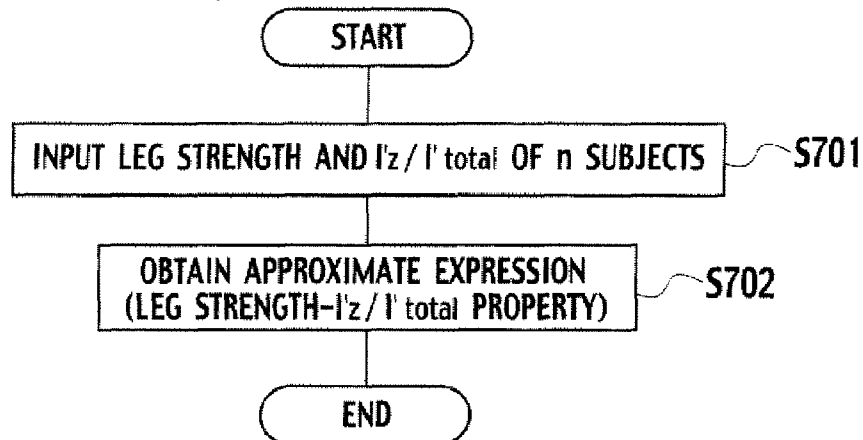 START
INPUT LEG STRENGTH AND I'z / I' total OF n SUBJECTS
S701
OBTAIN APPROXIMATE EXPRESSION
(LEG STRENGTH-I'z / I' total PROPERTY)
S702
END